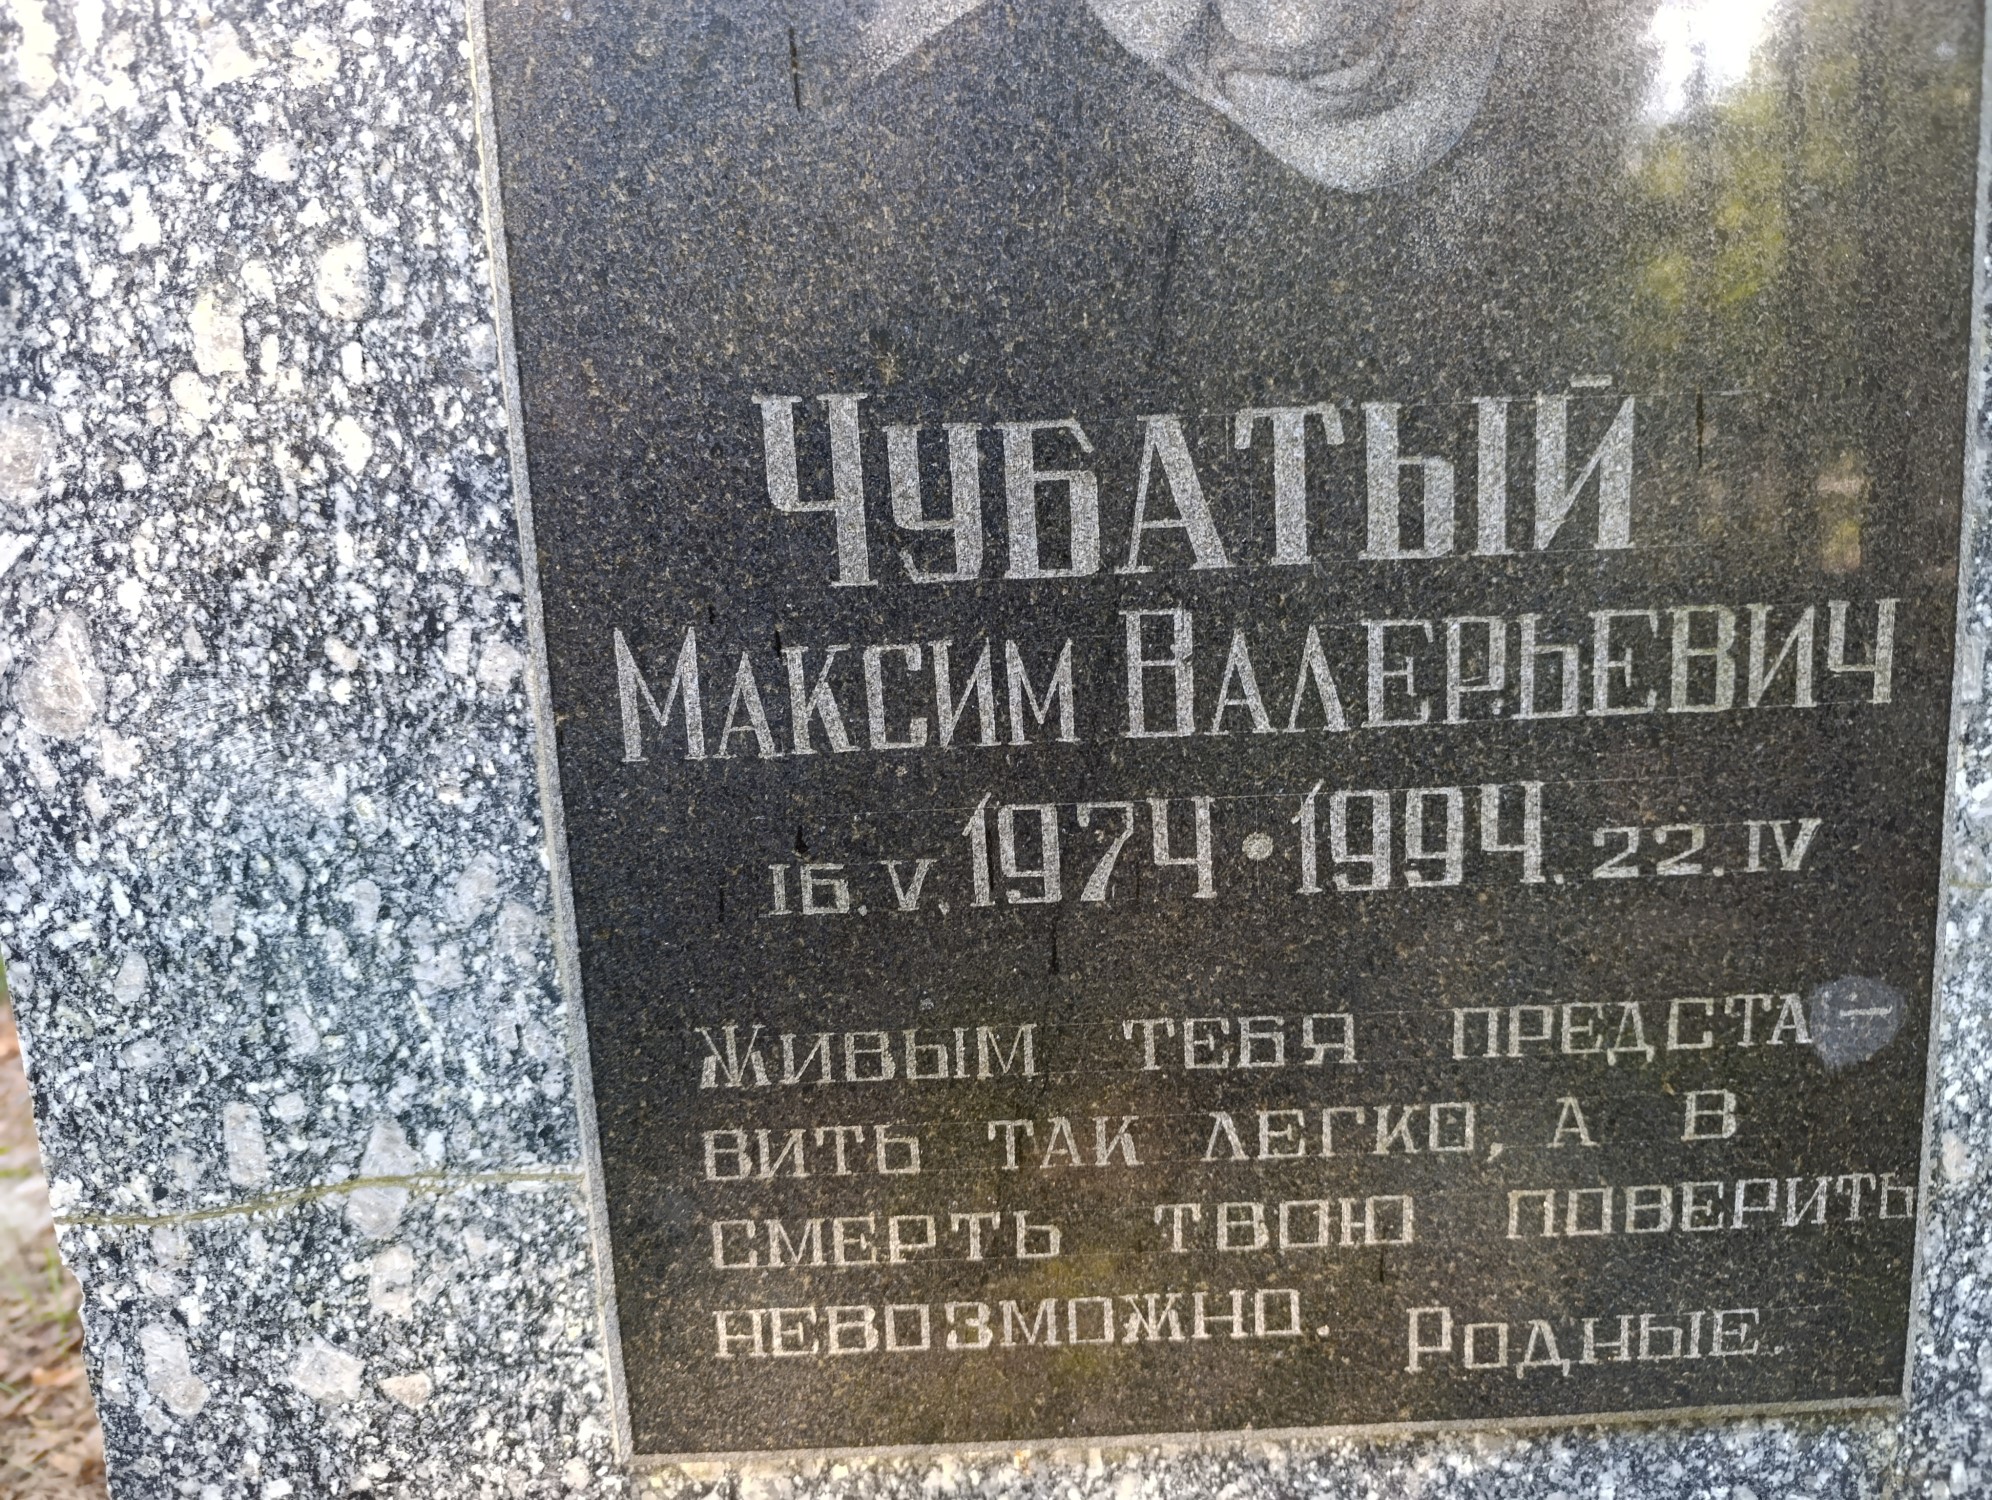 Чубатый
Максим Валерьевич
16.V.1974•1994.22.IV
Живым тебя предста-
вить так легко, а в
смерть твою поверить
невозможно. Родные.